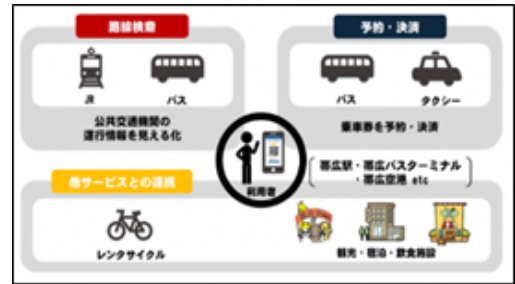 路線検索
JR
バス
公共交通機関の
運行情報を見える化
予約・決済
バス
タクシー
乗車券を予約・決済
利用者
帯広駅・帯広バスターミナル
・帯広空港 etc
他サービスとの連携
レンタサイクル
観光・宿泊・飲食施設